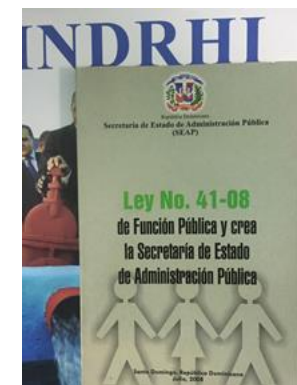 INDRHI
República Dominicana
Secretaría de Estado de Administración Pública
(SEAP)
Ley No. 41-08
de Función Pública y crea
la Secretaría de Estado
de Administración Pública
Santo Domingo, República Dominicana
Julio, 2008